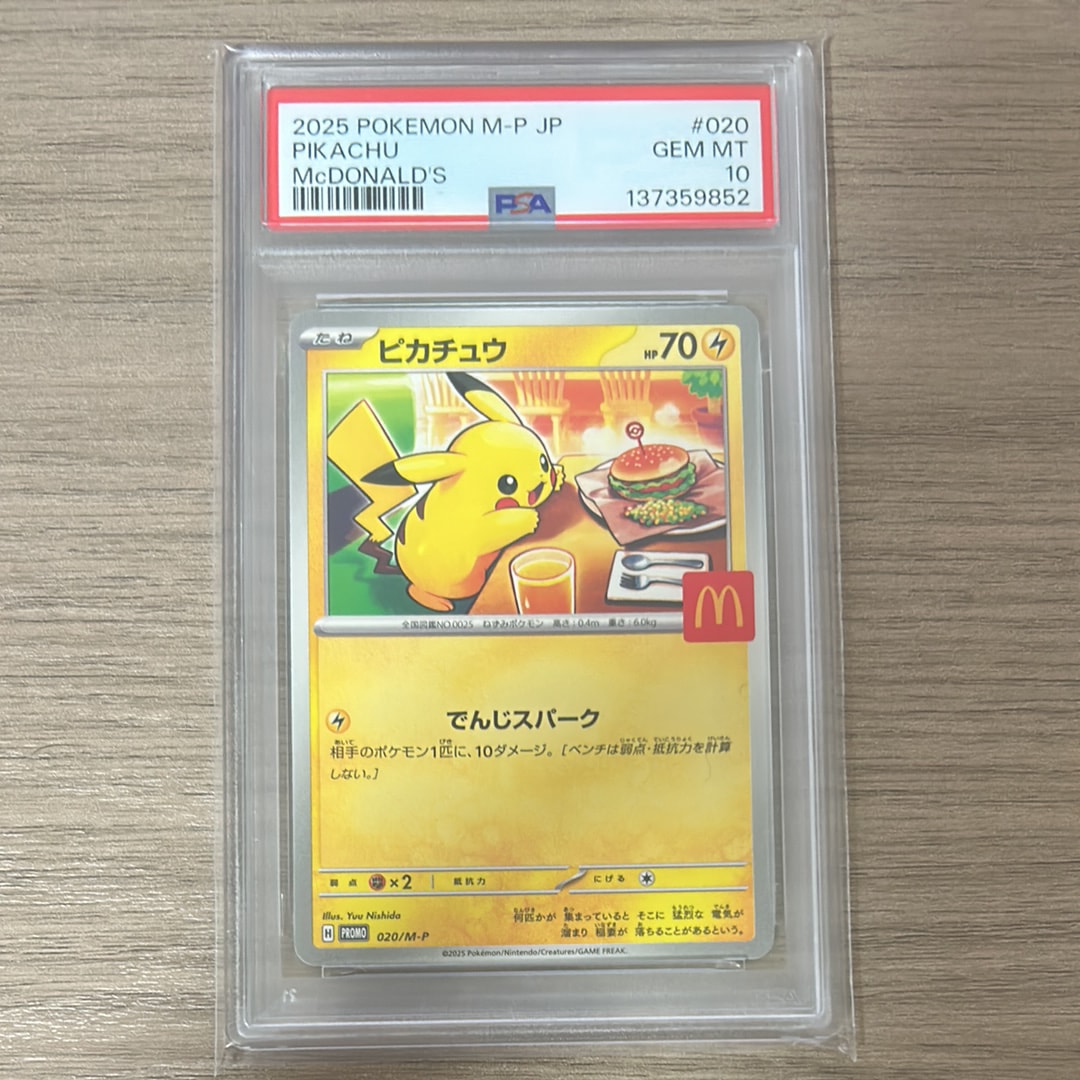 2025 POKEMON M-P JP #020
PIKACHU GEM MT
McDONALD'S 10
PSA 137359852
たね ピカチュウ HP 70
全国図鑑NO.0025 ねずみポケモン 高さ:0.4m 重さ:6.0kg
でんじスパーク
相手のポケモン1匹に、10ダメージ。[ベンチは弱点・抵抗力を計算
しない。]
弱点 ×2 抵抗力 にげる
Illus. Yuu Nishida
何匹かが 集まっていると そこに 猛烈な 電気が
溜まり 稲妻が 落ちることがあるという。
H PROMO 020/M-P
©2025 Pokémon/Nintendo/Creatures/GAME FREAK.